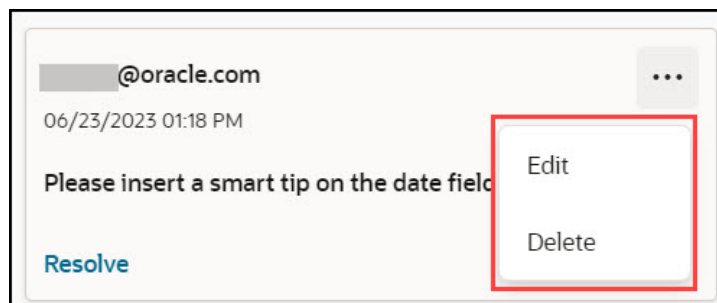 @oracle.com
06/23/2023 01:18 PM
Please insert a smart tip on the date field
Edit
Delete
Resolve